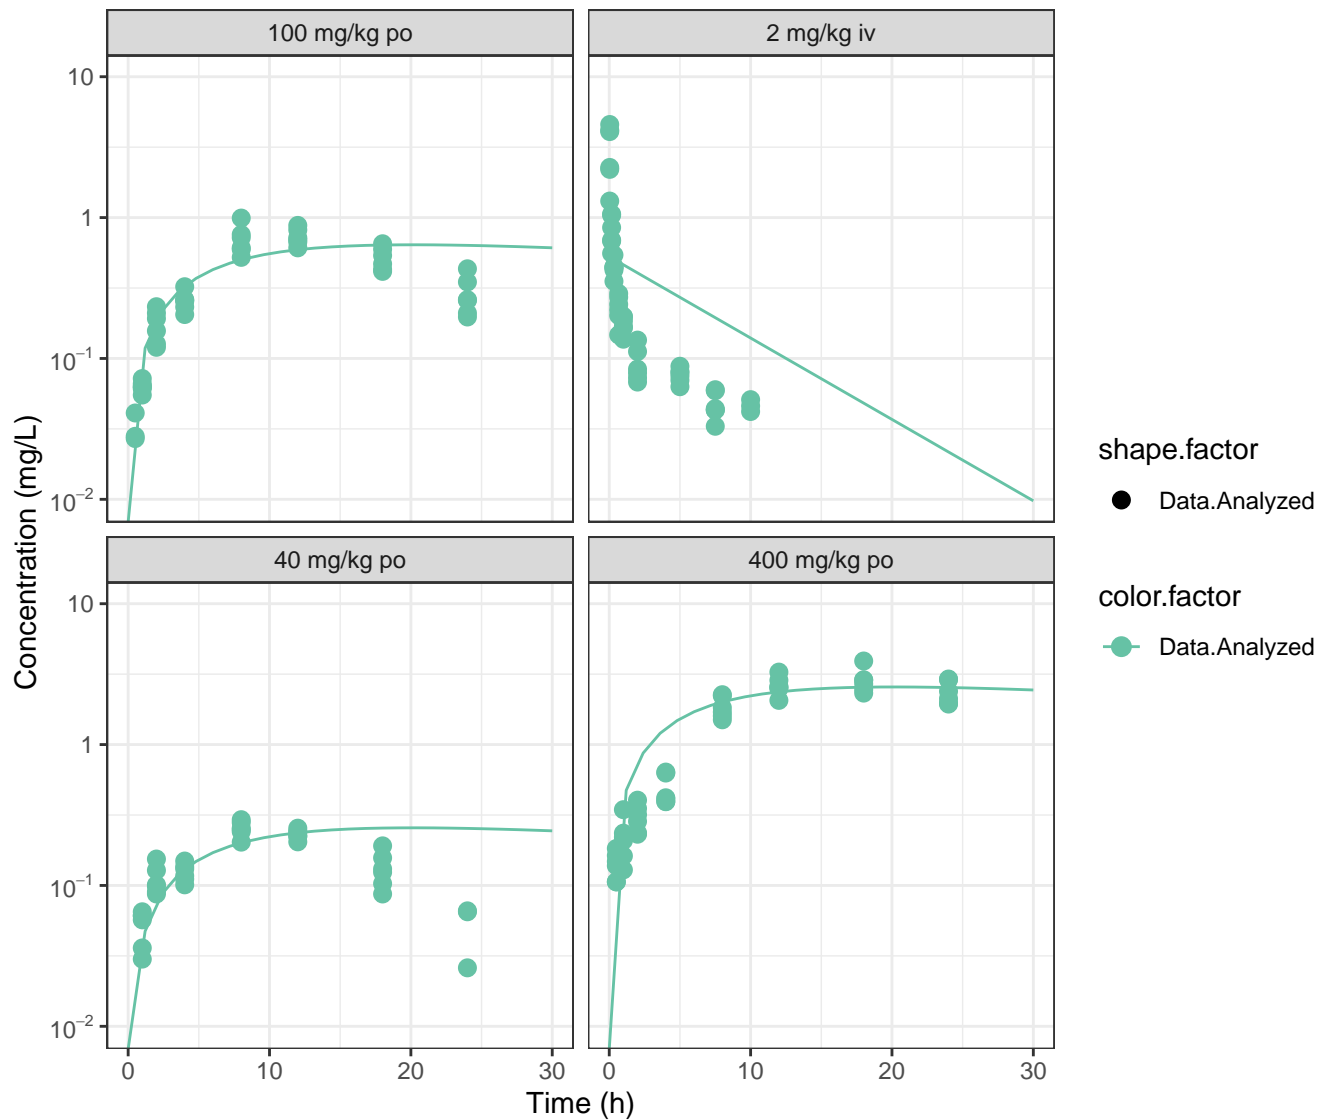 100 mg/kg po
2 mg/kg iv
10
1
10⁻¹
10⁻²
40 mg/kg po
400 mg/kg po
10
1
10⁻¹
10⁻²
0
10
20
30
0
10
20
30
Time (h)
Concentration (mg/L)
shape.factor
Data.Analyzed
color.factor
Data.Analyzed